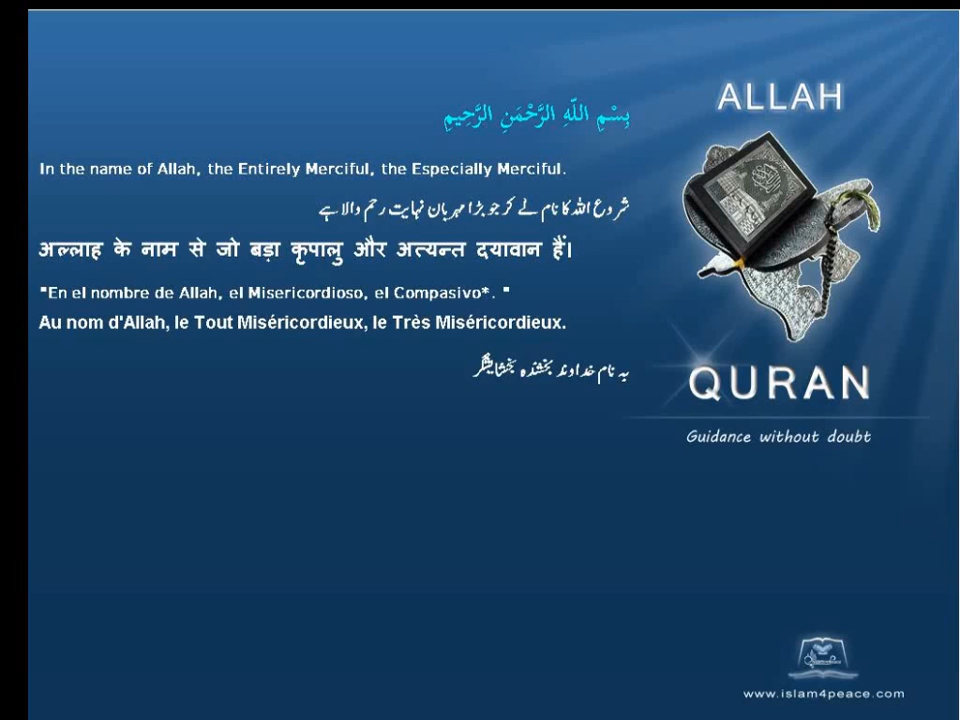 بِسْمِ اللّهِ الرَّحْمَنِ الرَّحِيمِ
In the name of Allah, the Entirely Merciful, the Especially Merciful.
شروع اللہ کا نام لے کر جو بڑا مہربان نہایت رحم والا ہے
अल्लाह के नाम से जो बड़ा कृपालु और अत्यन्त दयावान हैं।
"En el nombre de Allah, el Misericordioso, el Compasivo*. "
Au nom d'Allah, le Tout Miséricordieux, le Très Miséricordieux.
به نام خداوند بخشنده بخشایشگر
ALLAH
QURAN
Guidance without doubt
www.islam4peace.com